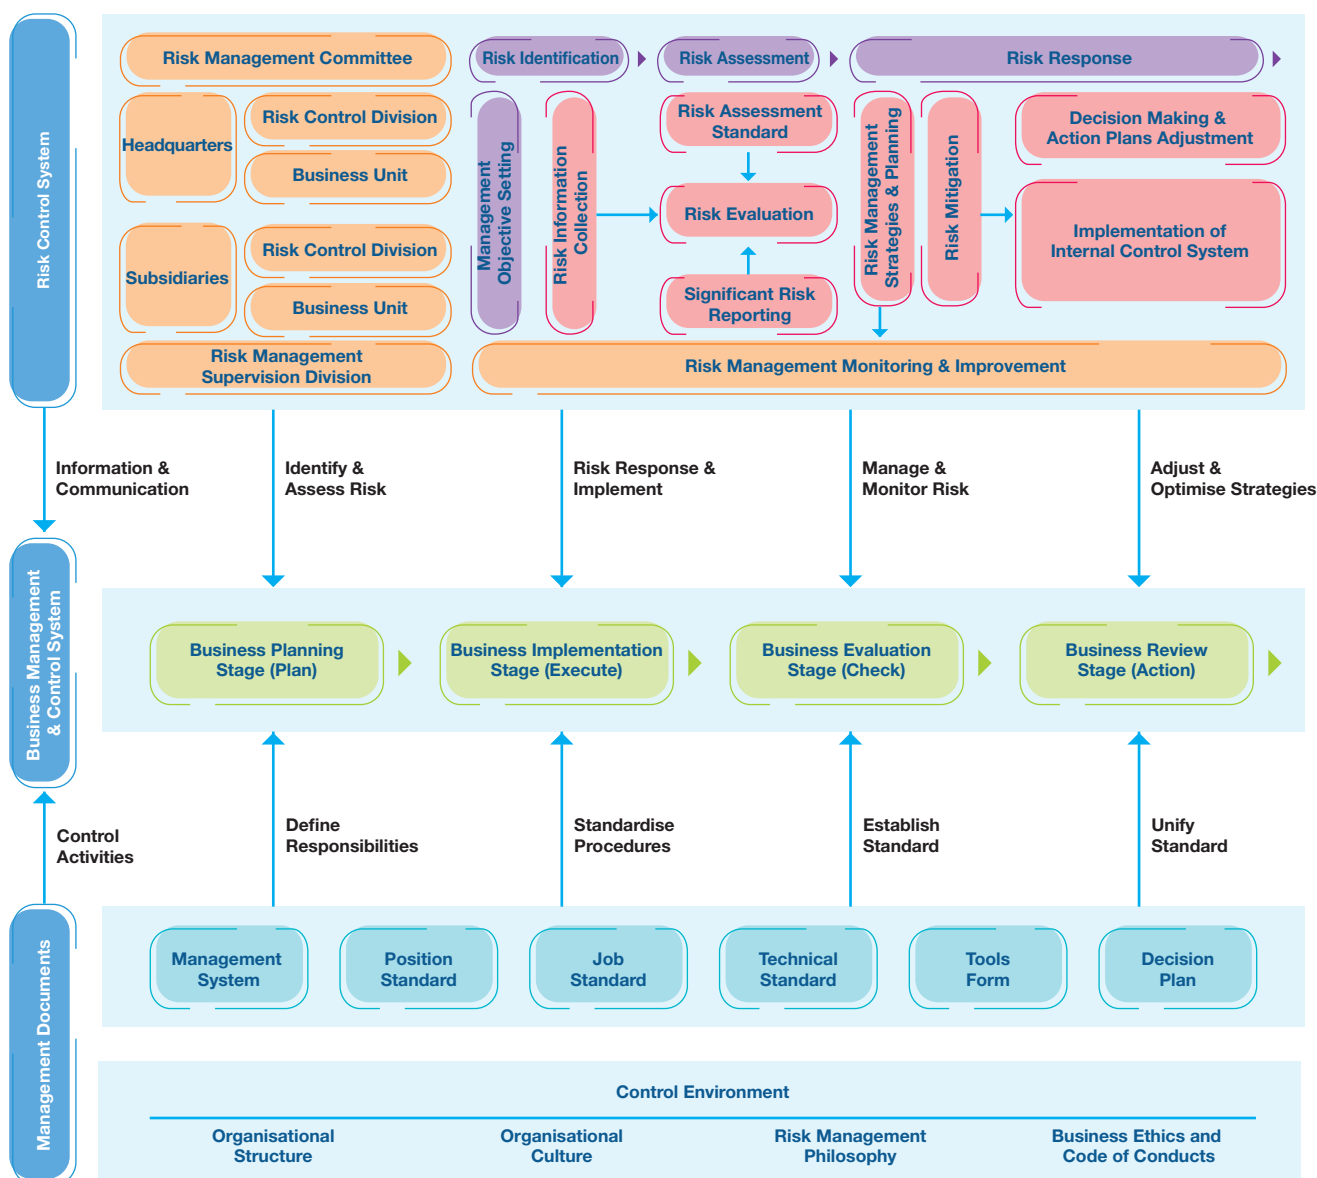 Risk Control System
Risk Management Committee
Headquarters
Risk Control Division
Business Unit
Subsidiaries
Risk Control Division
Business Unit
Risk Management
Supervision Division
Risk Identification
Risk Assessment
Risk Response
Management
Objective Setting
Risk Information
Collection
Risk Assessment
Standard
Risk Evaluation
Significant Risk
Reporting
Risk Management
Strategies & Planning
Risk Mitigation
Decision Making &
Action Plans Adjustment
Implementation of
Internal Control System
Risk Management Monitoring & Improvement
Information &
Communication
Identify &
Assess Risk
Risk Response &
Implement
Manage &
Monitor Risk
Adjust &
Optimise Strategies
Business Management
& Control System
Business Planning
Stage (Plan)
Business Implementation
Stage (Execute)
Business Evaluation
Stage (Check)
Business Review
Stage (Action)
Control
Activities
Define
Responsibilities
Standardise
Procedures
Establish
Standard
Unify
Standard
Management Documents
Management
System
Position
Standard
Job
Standard
Technical
Standard
Tools
Form
Decision
Plan
Control Environment
Organisational
Structure
Organisational
Culture
Risk Management
Philosophy
Business Ethics and
Code of Conducts